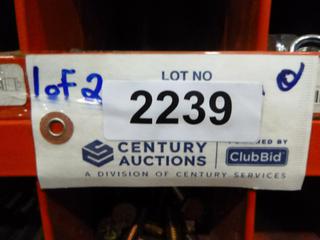 LOT NO
1 of 2
2239
CENTURY AUCTIONS
POWERED BY
ClubBid
A DIVISION OF CENTURY SERVICES